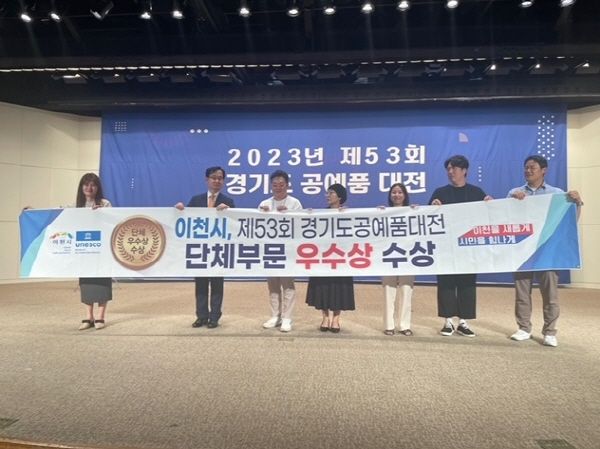 2023년 제53회
경기도 공예품 대전
이천시
unesco
단체
우수상
수상
이천시, 제53회 경기도공예품대전
단체부문 우수상 수상
이천을 새롭게
시민을 힘나게